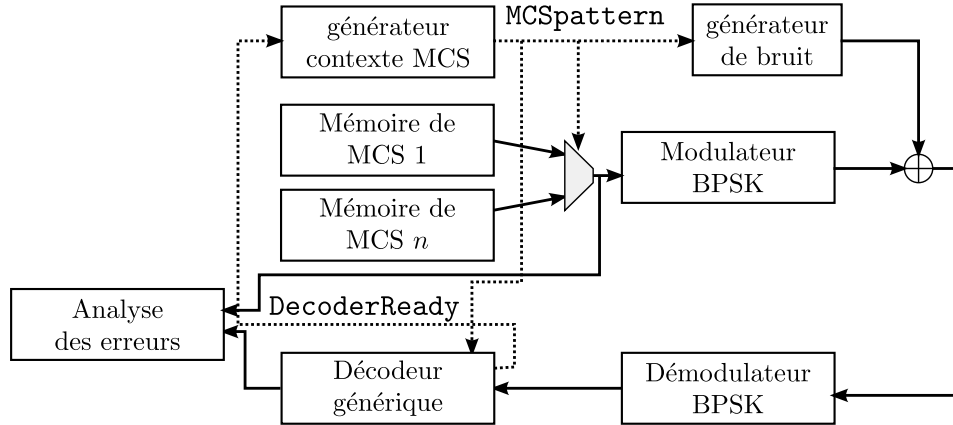 MCSpattern
générateur
contexte MCS
générateur
de bruit
Mémoire de
MCS 1
Modulateur
BPSK
Mémoire de
MCS n
Analyse
des erreurs
DecoderReady
Décodeur
générique
Démodulateur
BPSK